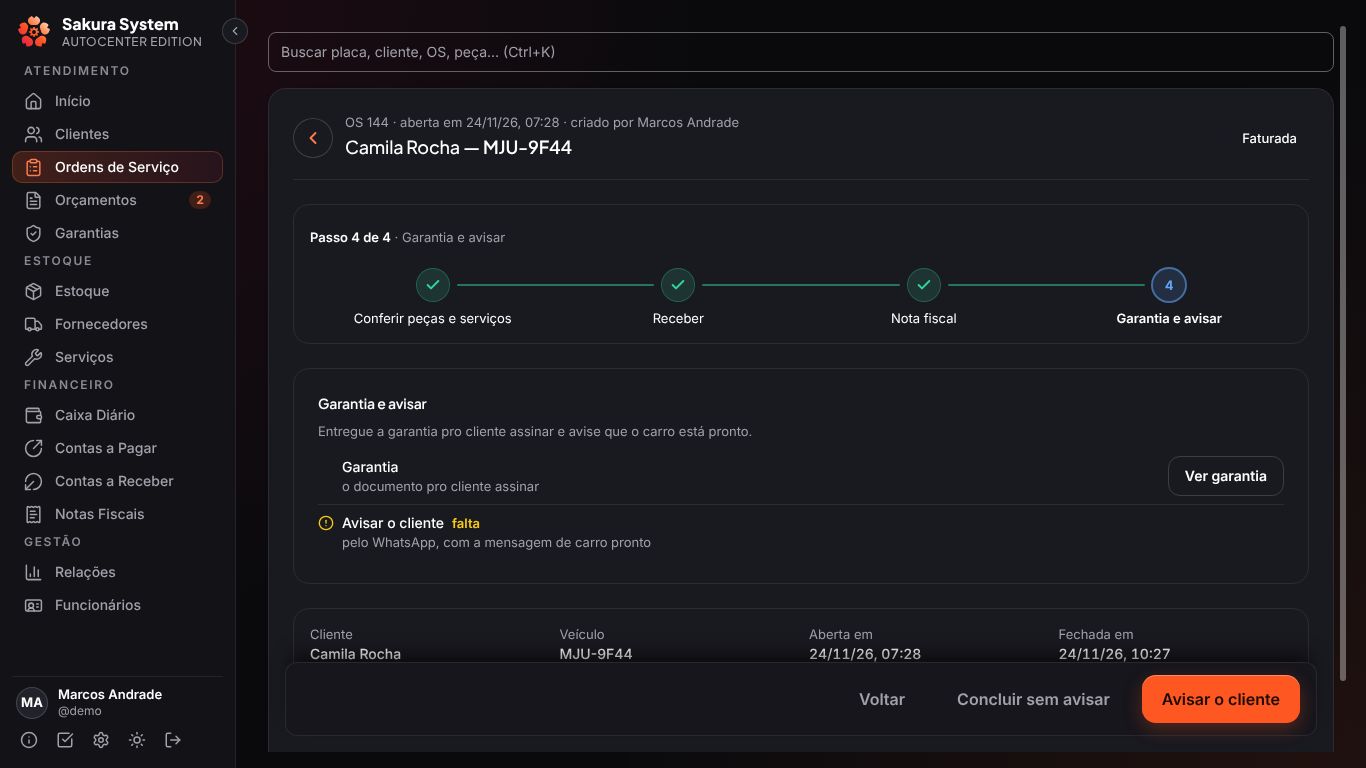 Sakura System
AUTOCENTER EDITION
ATENDIMENTO
Início
Clientes
Ordens de Serviço
Orçamentos 2
Garantias
ESTOQUE
Estoque
Fornecedores
Serviços
FINANCEIRO
Caixa Diário
Contas a Pagar
Contas a Receber
Notas Fiscais
GESTÃO
Relações
Funcionários
MA
Marcos Andrade
@demo
Buscar placa, cliente, OS, peça... (Ctrl+K)
OS 144 · aberta em 24/11/26, 07:28 · criado por Marcos Andrade
Camila Rocha — MJU-9F44
Faturada
Passo 4 de 4 · Garantia e avisar
4
Conferir peças e serviços
Receber
Nota fiscal
Garantia e avisar
Garantia e avisar
Entregue a garantia pro cliente assinar e avise que o carro está pronto.
Garantia
o documento pro cliente assinar
Ver garantia
Avisar o cliente falta
pelo WhatsApp, com a mensagem de carro pronto
Cliente
Camila Rocha
Veículo
MJU-9F44
Aberta em
24/11/26, 07:28
Fechada em
24/11/26, 10:27
Voltar
Concluir sem avisar
Avisar o cliente